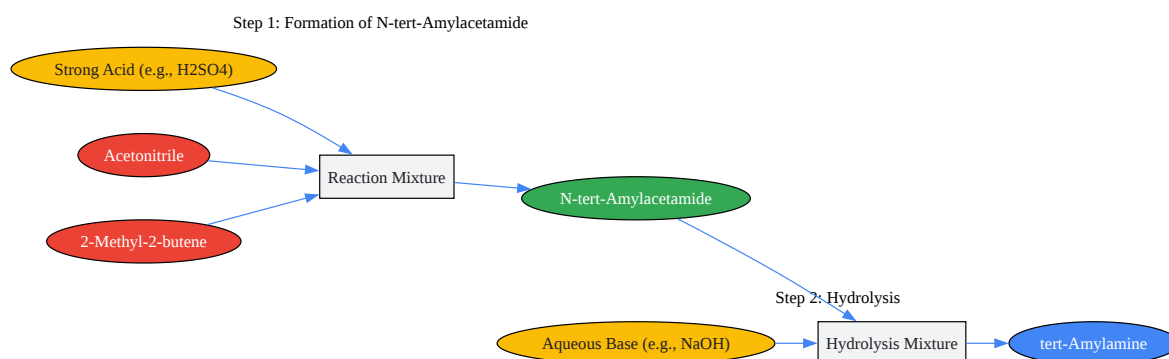 Step 1: Formation of N-tert-Amylacetamide
Strong Acid (e.g., H2SO4)
Acetonitrile
Reaction Mixture
2-Methyl-2-butene
N-tert-Amylacetamide
Step 2: Hydrolysis
Aqueous Base (e.g., NaOH)
Hydrolysis Mixture
tert-Amylamine